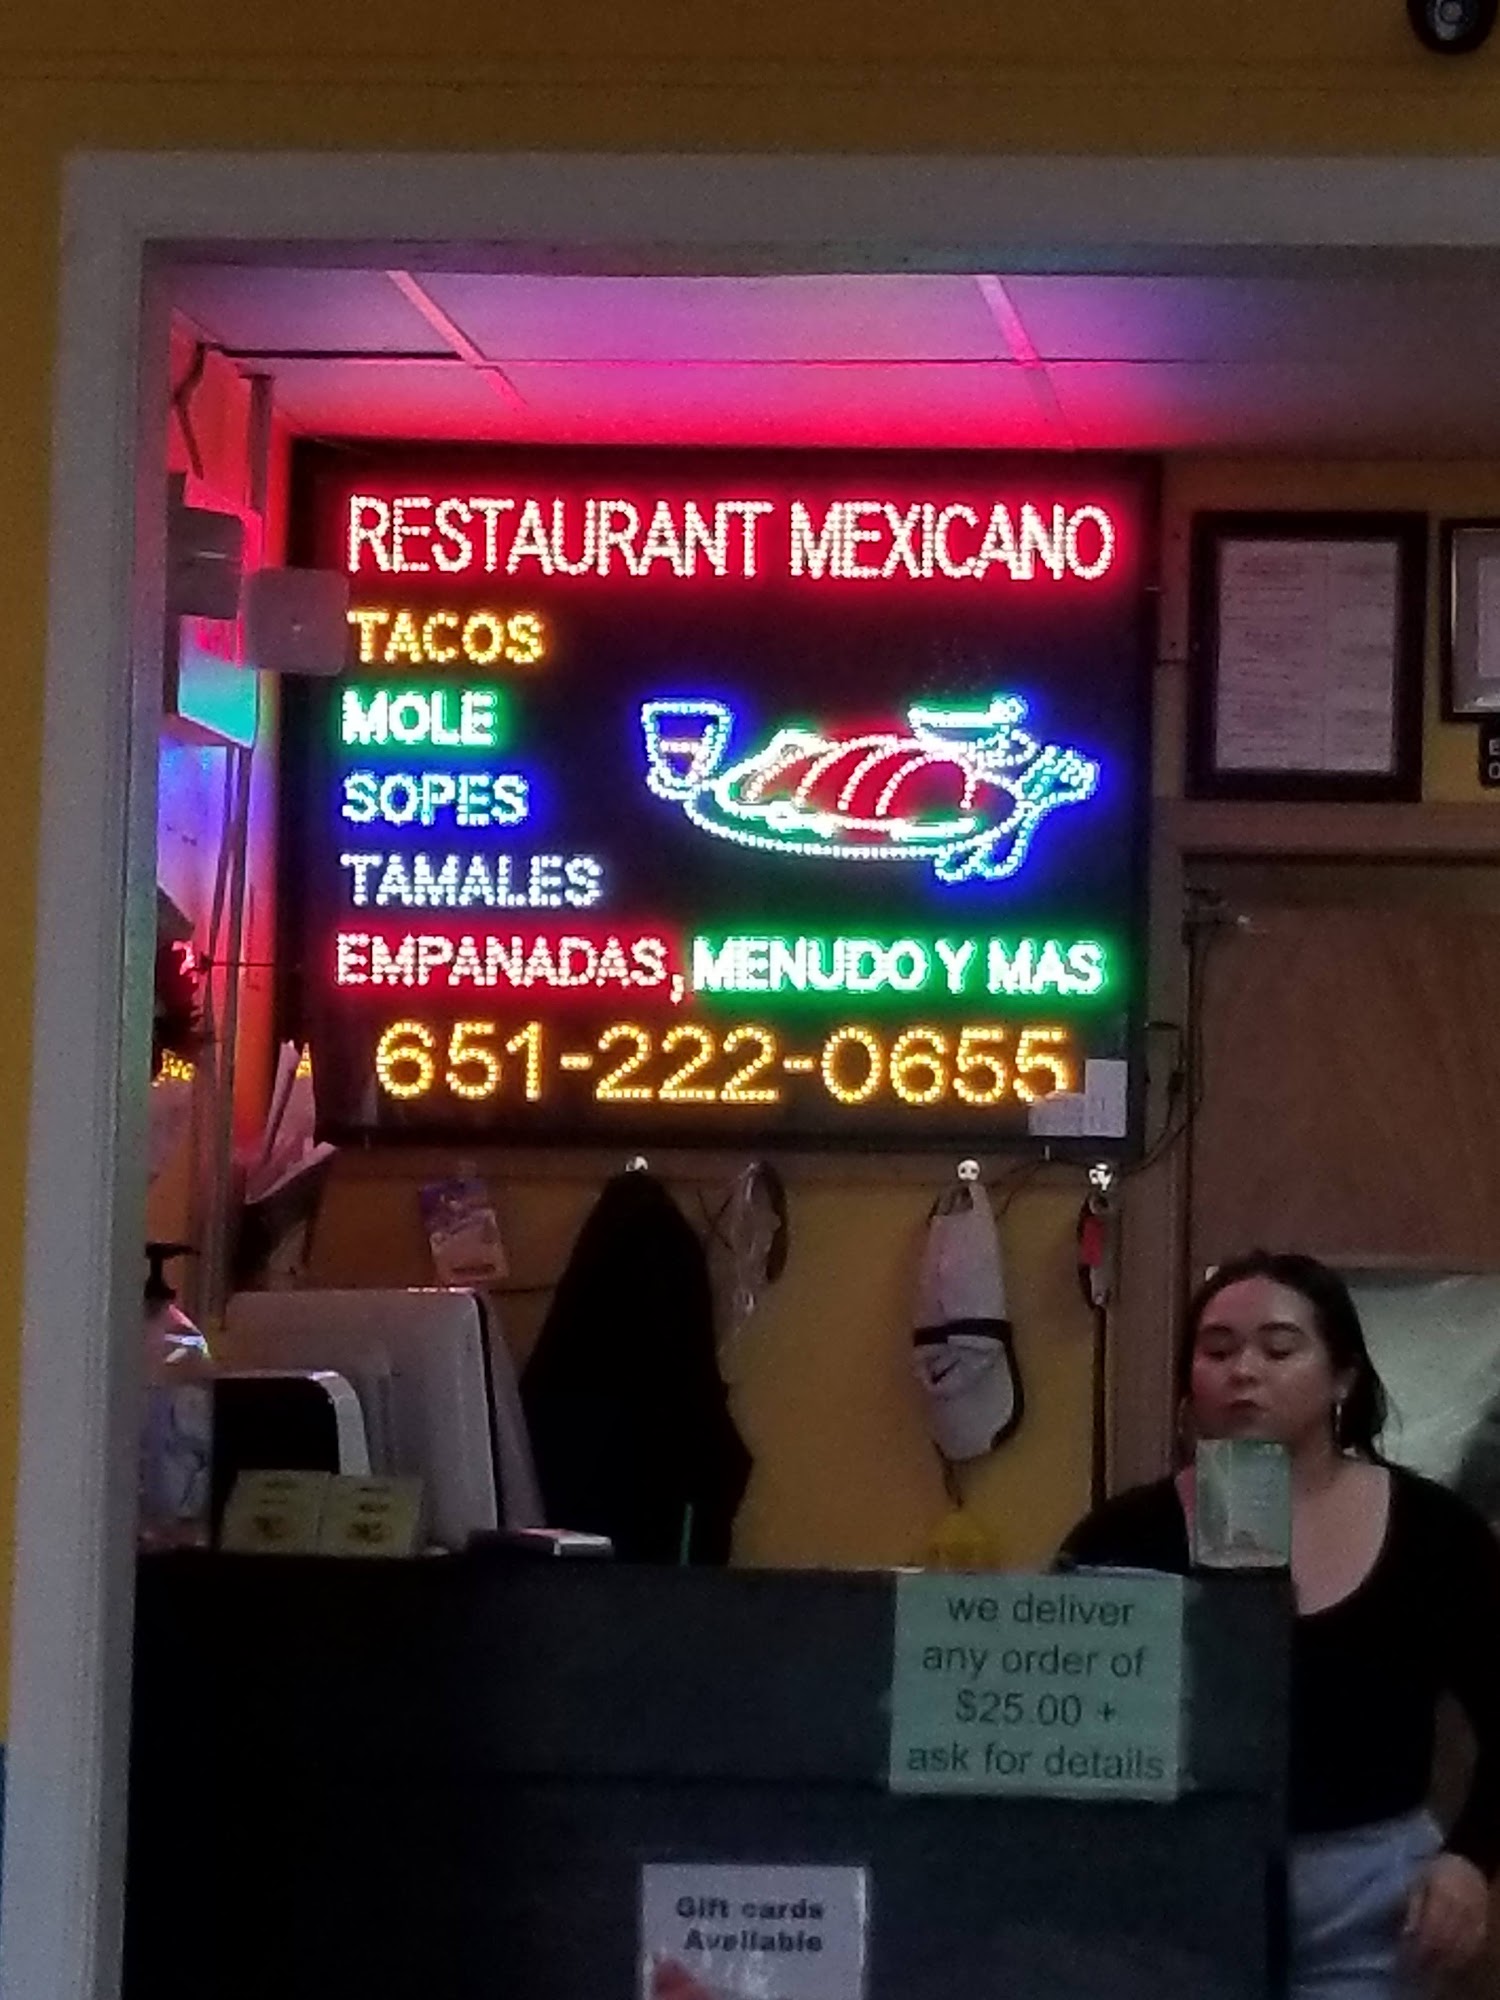 RESTAURANT MEXICANO
TACOS
MOLE
SOPES
TAMALES
EMPANADAS, MENUDO Y MAS
651-222-0655
we deliver
any order of
$25.00 +
ask for details
Gift cards
Available